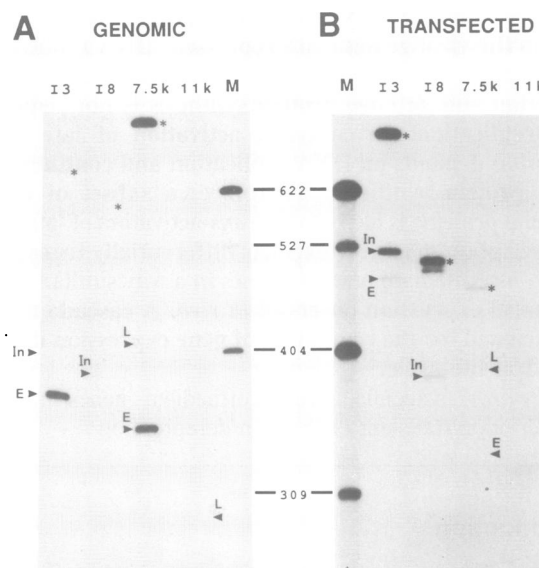 A GENOMIC
B TRANSFECTED
I3 I8 7.5k 11k M
M I3 I8 7.5k 11k
*
*
*
*
622
527
In
*
*
E
L
In
In
404
In
L
E
E
E
309
L